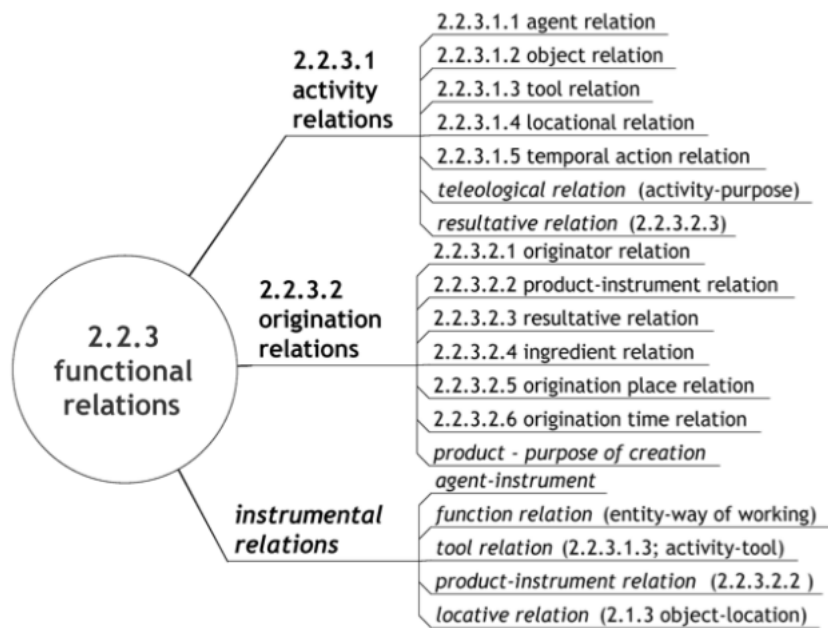 2.2.3
functional
relations
2.2.3.1
activity
relations
2.2.3.1.1 agent relation
2.2.3.1.2 object relation
2.2.3.1.3 tool relation
2.2.3.1.4 locational relation
2.2.3.1.5 temporal action relation
teleological relation (activity-purpose)
resultative relation (2.2.3.2.3)
2.2.3.2
origination
relations
2.2.3.2.1 originator relation
2.2.3.2.2 product-instrument relation
2.2.3.2.3 resultative relation
2.2.3.2.4 ingredient relation
2.2.3.2.5 origination place relation
2.2.3.2.6 origination time relation
product - purpose of creation
instrumental
relations
agent-instrument
function relation (entity-way of working)
tool relation (2.2.3.1.3; activity-tool)
product-instrument relation (2.2.3.2.2 )
locative relation (2.1.3 object-location)